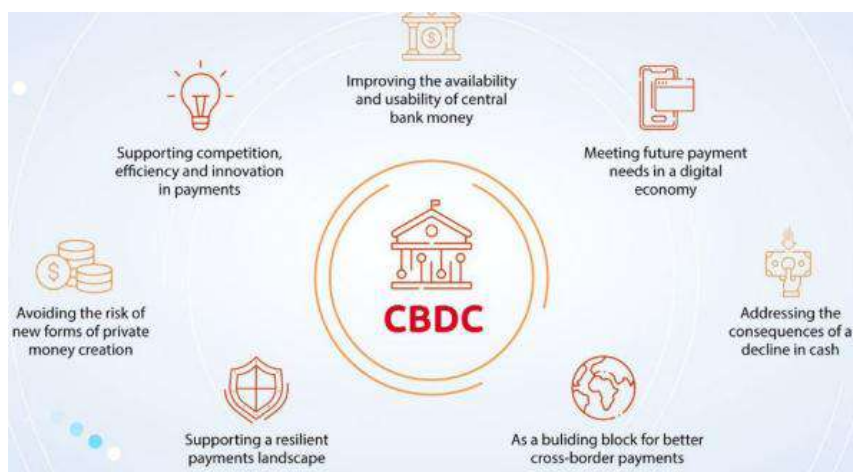 Improving the availability
and usability of central
bank money
Supporting competition,
efficiency and innovation
in payments
Meeting future payment
needs in a digital
economy
CBDC
Avoiding the risk of
new forms of private
money creation
Addressing the
consequences of a
decline in cash
Supporting a resilient
payments landscape
As a buliding block for better
cross-border payments